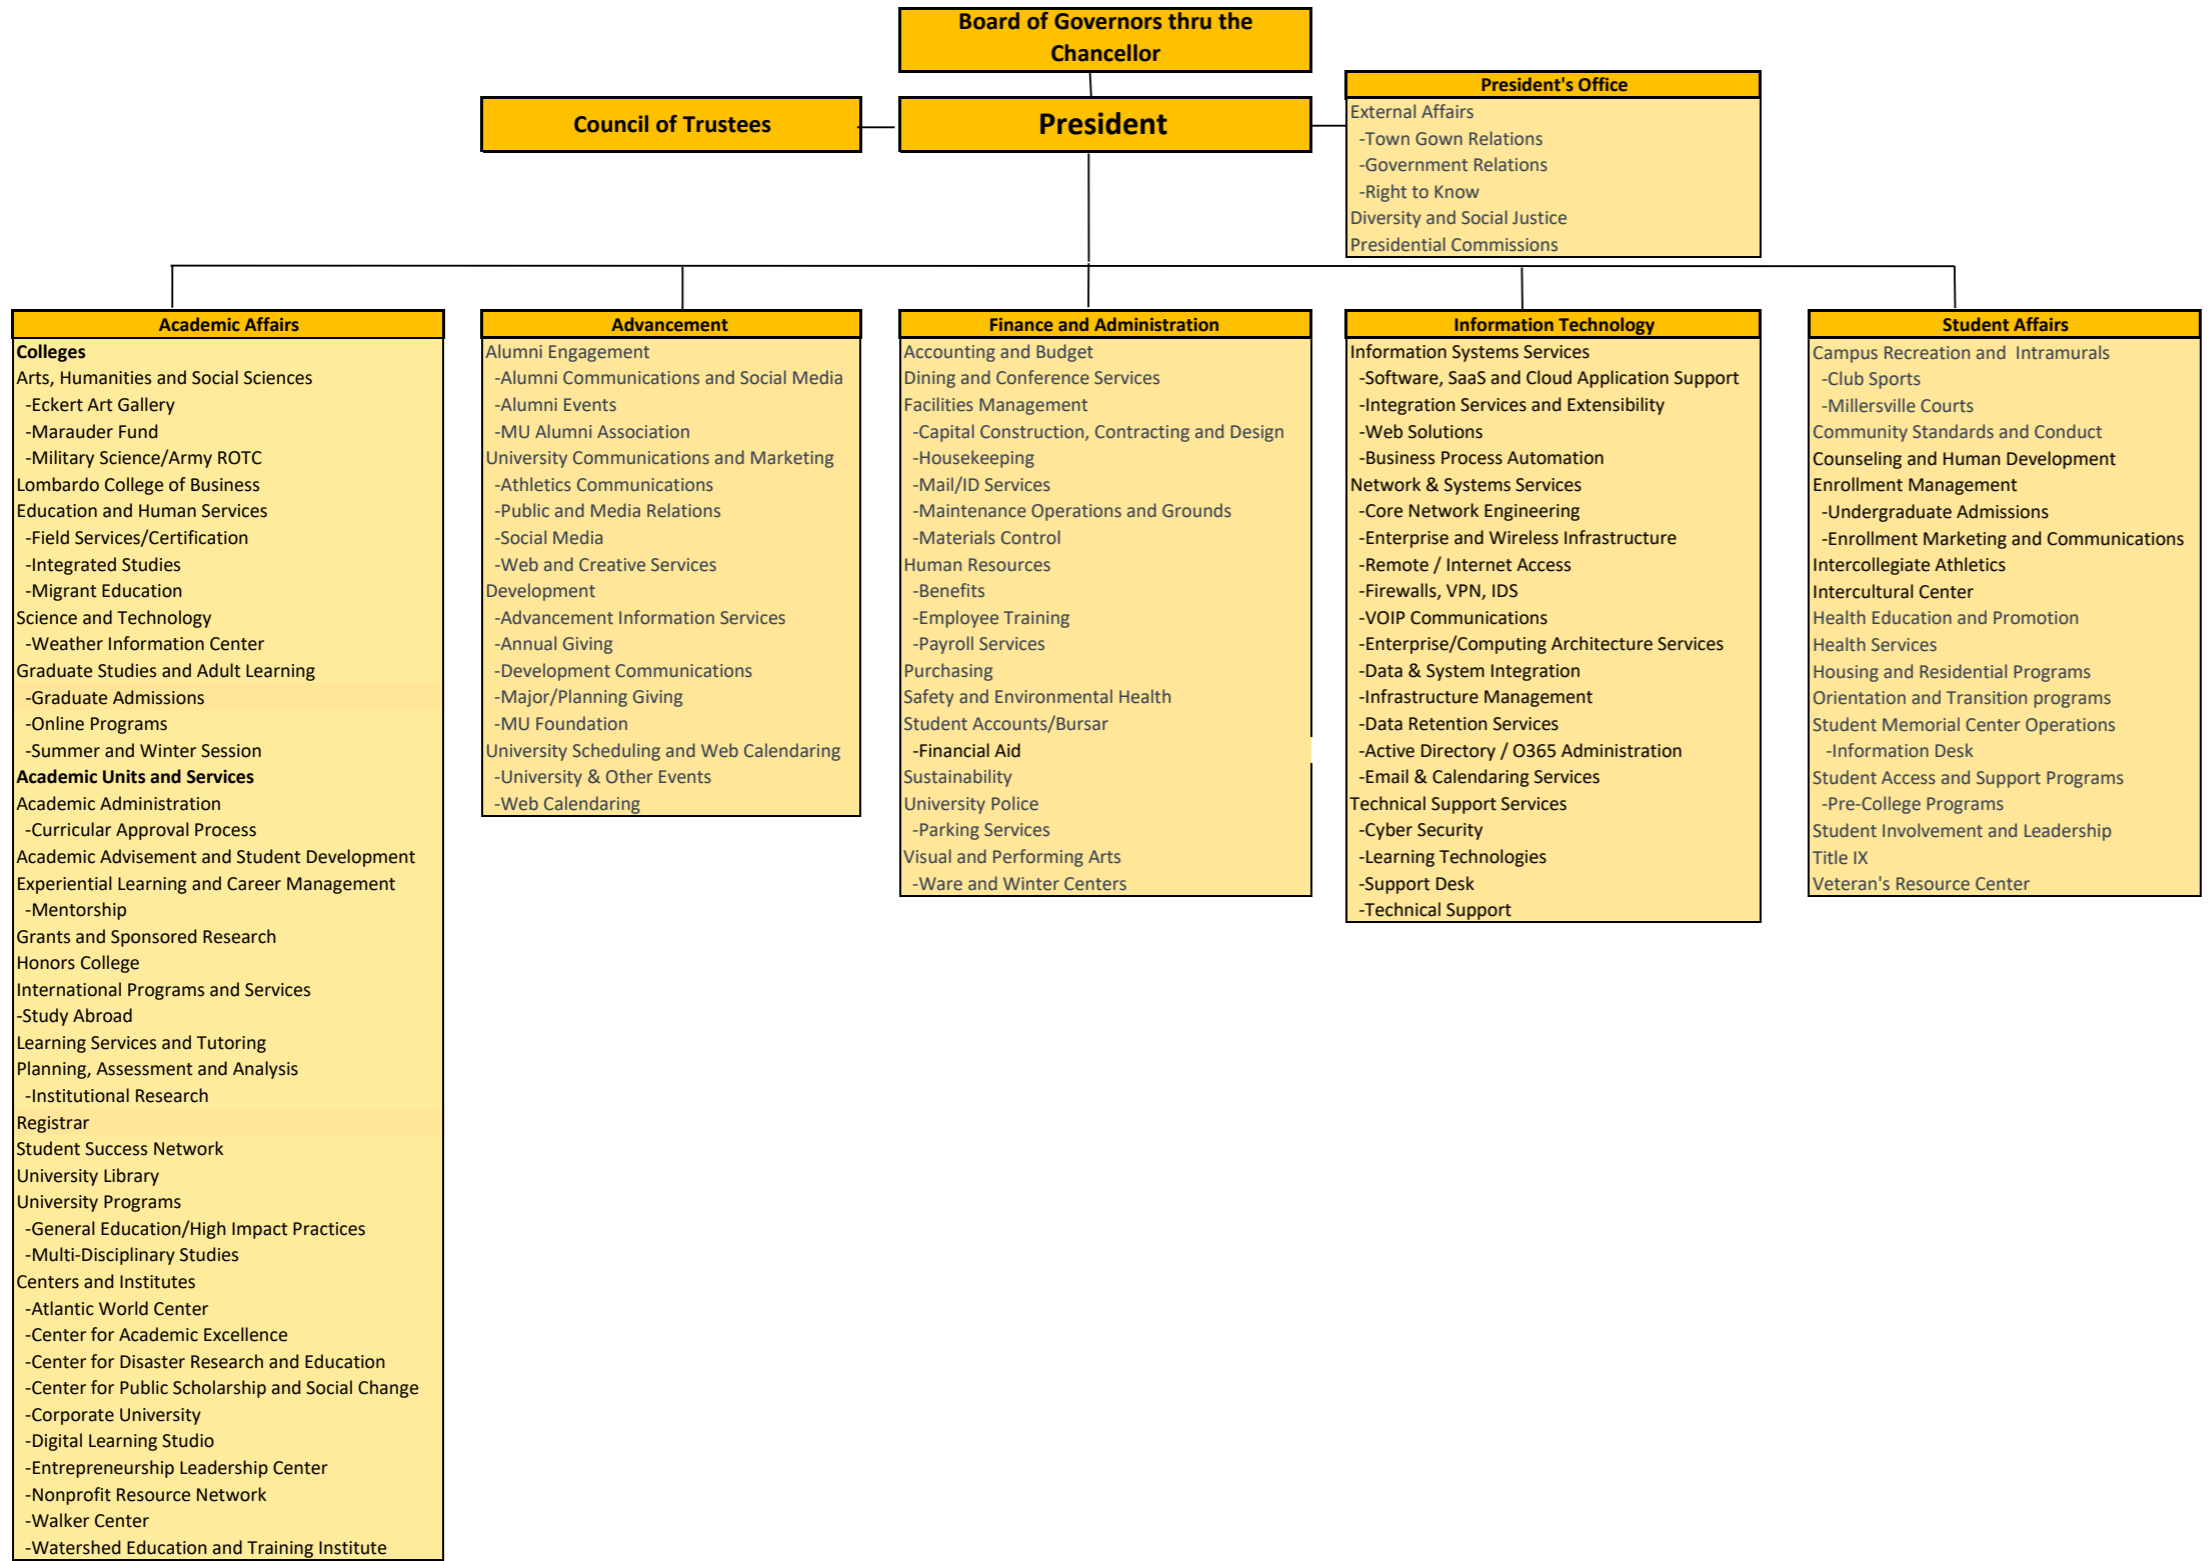 Board of Governors thru the
Chancellor
Council of Trustees
President
President's Office
External Affairs
-Town Gown Relations
-Government Relations
-Right to Know
Diversity and Social Justice
Presidential Commissions
Academic Affairs
Colleges
Arts, Humanities and Social Sciences
-Eckert Art Gallery
-Marauder Fund
-Military Science/Army ROTC
Lombardo College of Business
Education and Human Services
-Field Services/Certification
-Integrated Studies
-Migrant Education
Science and Technology
-Weather Information Center
Graduate Studies and Adult Learning
-Graduate Admissions
-Online Programs
-Summer and Winter Session
Academic Units and Services
Academic Administration
-Curricular Approval Process
Academic Advisement and Student Development
Experiential Learning and Career Management
-Mentorship
Grants and Sponsored Research
Honors College
International Programs and Services
-Study Abroad
Learning Services and Tutoring
Planning, Assessment and Analysis
-Institutional Research
Registrar
Student Success Network
University Library
University Programs
-General Education/High Impact Practices
-Multi-Disciplinary Studies
Centers and Institutes
-Atlantic World Center
-Center for Academic Excellence
-Center for Disaster Research and Education
-Center for Public Scholarship and Social Change
-Corporate University
-Digital Learning Studio
-Entrepreneurship Leadership Center
-Nonprofit Resource Network
-Walker Center
-Watershed Education and Training Institute
Advancement
Alumni Engagement
-Alumni Communications and Social Media
-Alumni Events
-MU Alumni Association
University Communications and Marketing
-Athletics Communications
-Public and Media Relations
-Social Media
-Web and Creative Services
Development
-Advancement Information Services
-Annual Giving
-Development Communications
-Major/Planning Giving
-MU Foundation
University Scheduling and Web Calendaring
-University & Other Events
-Web Calendaring
Finance and Administration
Accounting and Budget
Dining and Conference Services
Facilities Management
-Capital Construction, Contracting and Design
-Housekeeping
-Mail/ID Services
-Maintenance Operations and Grounds
-Materials Control
Human Resources
-Benefits
-Employee Training
-Payroll Services
Purchasing
Safety and Environmental Health
Student Accounts/Bursar
-Financial Aid
Sustainability
University Police
-Parking Services
Visual and Performing Arts
-Ware and Winter Centers
Information Technology
Information Systems Services
-Software, SaaS and Cloud Application Support
-Integration Services and Extensibility
-Web Solutions
-Business Process Automation
Network & Systems Services
-Core Network Engineering
-Enterprise and Wireless Infrastructure
-Remote / Internet Access
-Firewalls, VPN, IDS
-VOIP Communications
-Enterprise/Computing Architecture Services
-Data & System Integration
-Infrastructure Management
-Data Retention Services
-Active Directory / O365 Administration
-Email & Calendaring Services
Technical Support Services
-Cyber Security
-Learning Technologies
-Support Desk
-Technical Support
Student Affairs
Campus Recreation and  Intramurals
-Club Sports
-Millersville Courts
Community Standards and Conduct
Counseling and Human Development
Enrollment Management
-Undergraduate Admissions
-Enrollment Marketing and Communications
Intercollegiate Athletics
Intercultural Center
Health Education and Promotion
Health Services
Housing and Residential Programs
Orientation and Transition programs
Student Memorial Center Operations
-Information Desk
Student Access and Support Programs
-Pre-College Programs
Student Involvement and Leadership
Title IX
Veteran's Resource Center